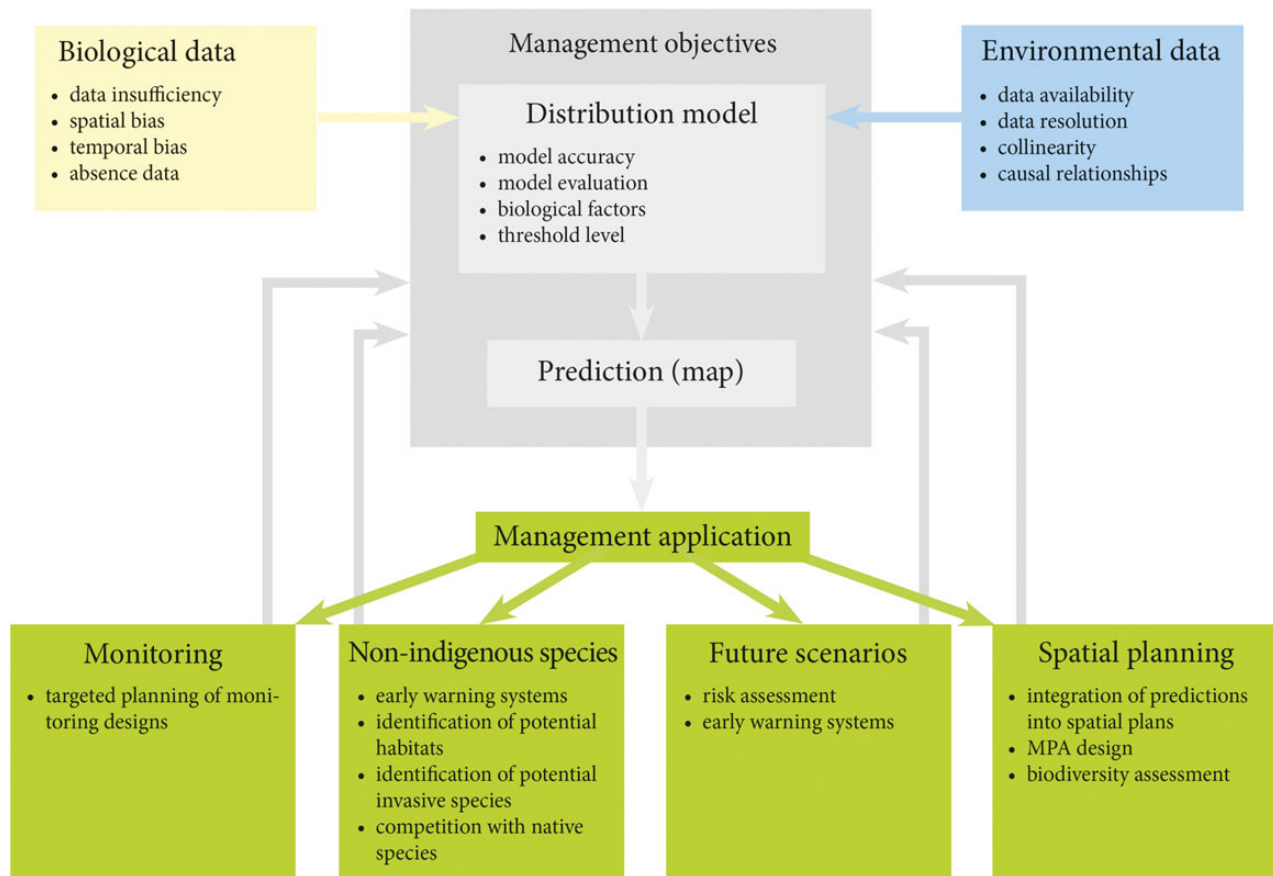 Management objectives
Biological data
• data insufficiency
• spatial bias
• temporal bias
• absence data
Distribution model
• model accuracy
• model evaluation
• biological factors
• threshold level
Environmental data
• data availability
• data resolution
• collinearity
• causal relationships
Prediction (map)
Management application
Monitoring
• targeted planning of moni-
toring designs
Non-indigenous species
• early warning systems
• identification of potential
habitats
• identification of potential
invasive species
• competition with native
species
Future scenarios
• risk assessment
• early warning systems
Spatial planning
• integration of predictions
into spatial plans
• MPA design
• biodiversity assessment